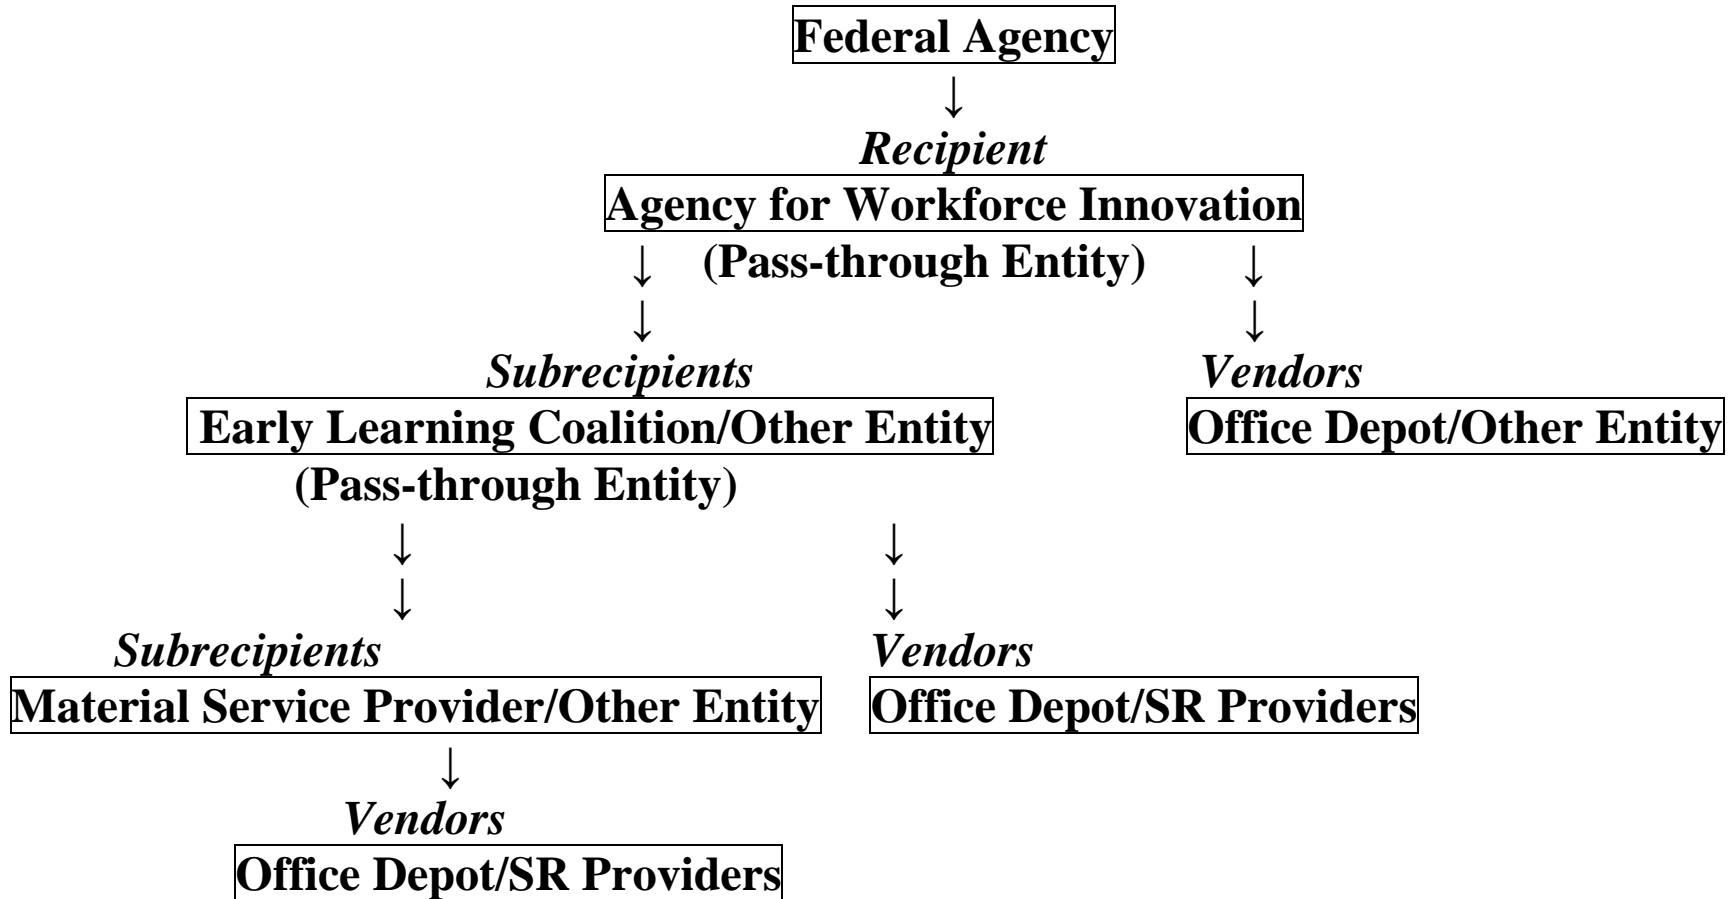 Federal Agency
↓
Recipient
Agency for Workforce Innovation
↓ (Pass-through Entity) ↓
↓ ↓
Subrecipients Vendors
Early Learning Coalition/Other Entity Office Depot/Other Entity
(Pass-through Entity)
↓ ↓
↓ ↓
Subrecipients Vendors
Material Service Provider/Other Entity Office Depot/SR Providers
↓
Vendors
Office Depot/SR Providers